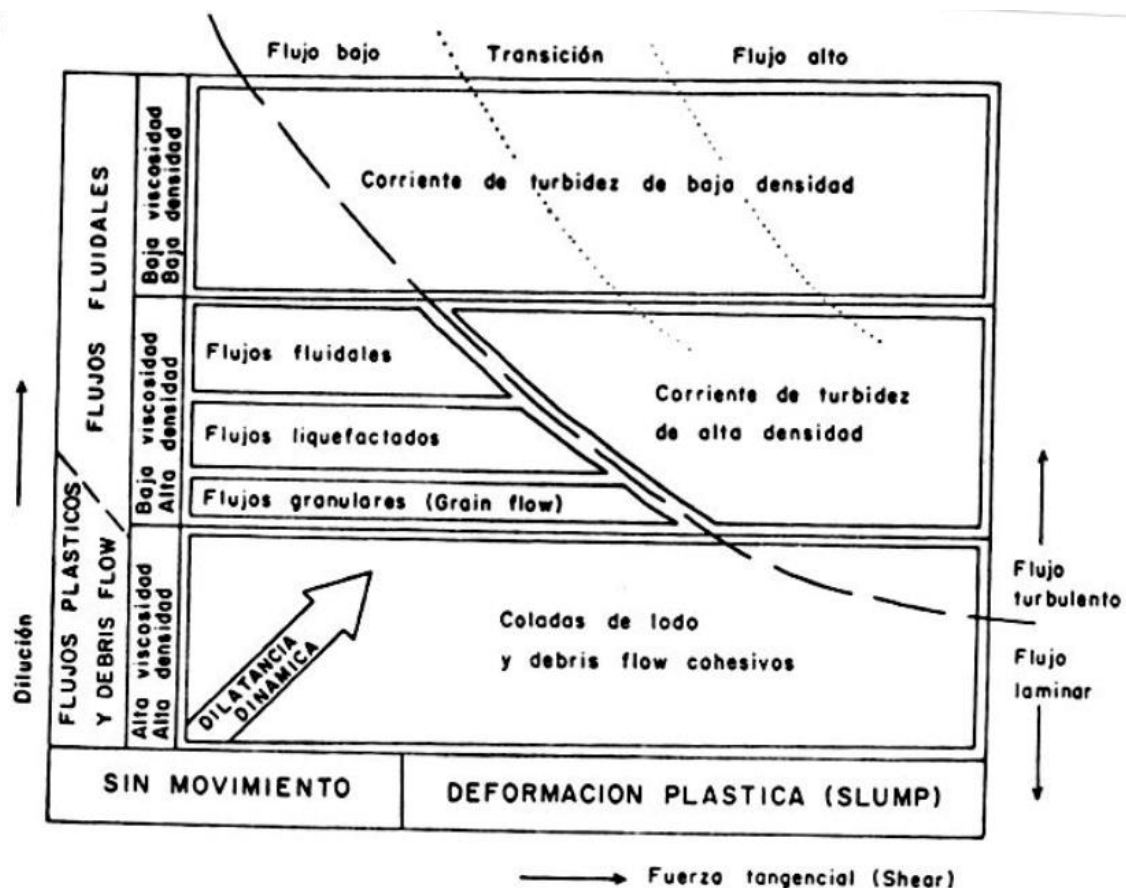 Flujo bajo
Transición
Flujo alto
FLUJOS FLUIDALES
Baja viscosidad
Baja densidad
Corriente de turbidez de baja densidad
Baja viscosidad
Alta densidad
Flujos fluidales
Flujos liquefactados
Flujos granulares (Grain flow)
Corriente de turbidez
de alta densidad
Dilución
FLUJOS PLASTICOS
Y DEBRIS FLOW
Alta viscosidad
Alta densidad
DILATANCIA
DINAMICA
Coladas de lodo
y debris flow cohesivos
Flujo
turbulento
Flujo
laminar
SIN MOVIMIENTO
DEFORMACION PLASTICA (SLUMP)
Fuerza tangencial (Shear)